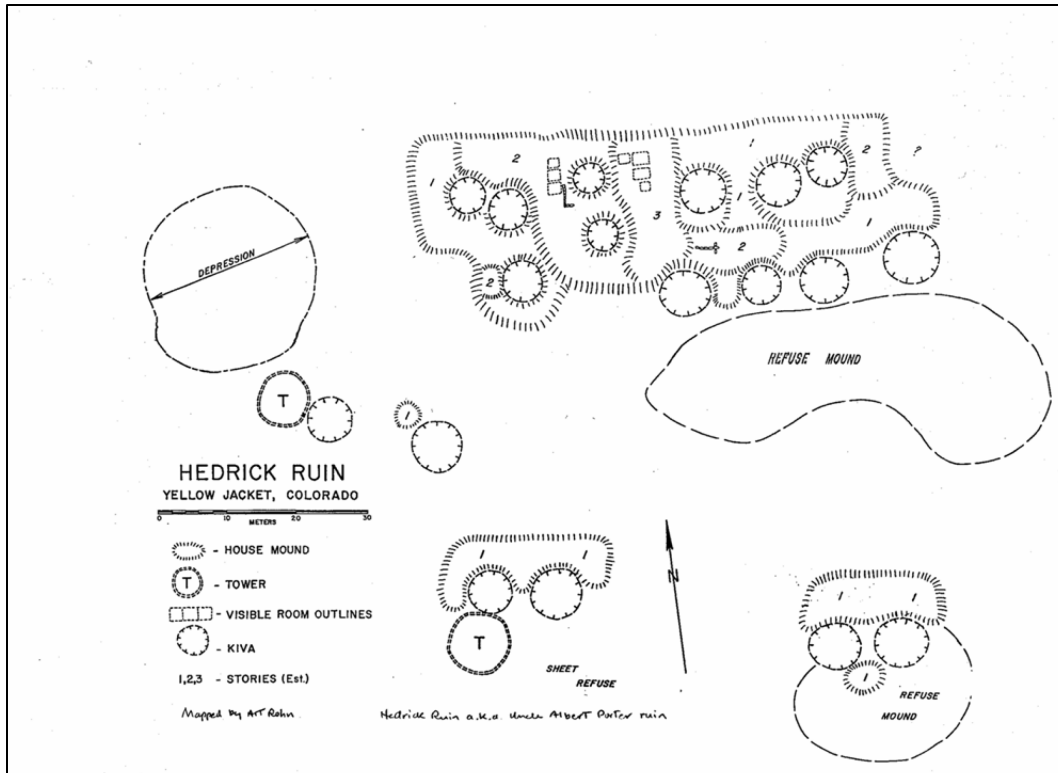 2
1
1
2
?
1
3
1
2
2
DEPRESSION
REFUSE MOUND
T
1
HEDRICK RUIN
YELLOW JACKET, COLORADO
0 10 20 30
METERS
- HOUSE MOUND
T - TOWER
- VISIBLE ROOM OUTLINES
- KIVA
1,2,3 - STORIES (Est.)
Mapped by Art Rohn
1 1
T
SHEET
REFUSE
N
1 1
1
REFUSE
MOUND
Hedrick Ruin a.k.a. Uncle Albert Porter ruin